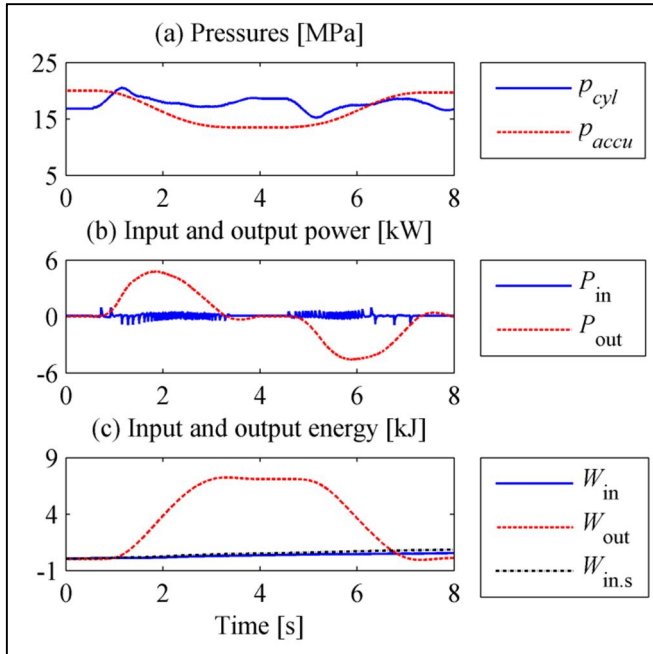 (a) Pressures [MPa]
25
15
5
0 2 4 6 8
p_cyl
p_accu
(b) Input and output power [kW]
6
0
-6
0 2 4 6 8
P_in
P_out
(c) Input and output energy [kJ]
9
4
-1
0 2 4 6 8
Time [s]
W_in
W_out
W_in.s